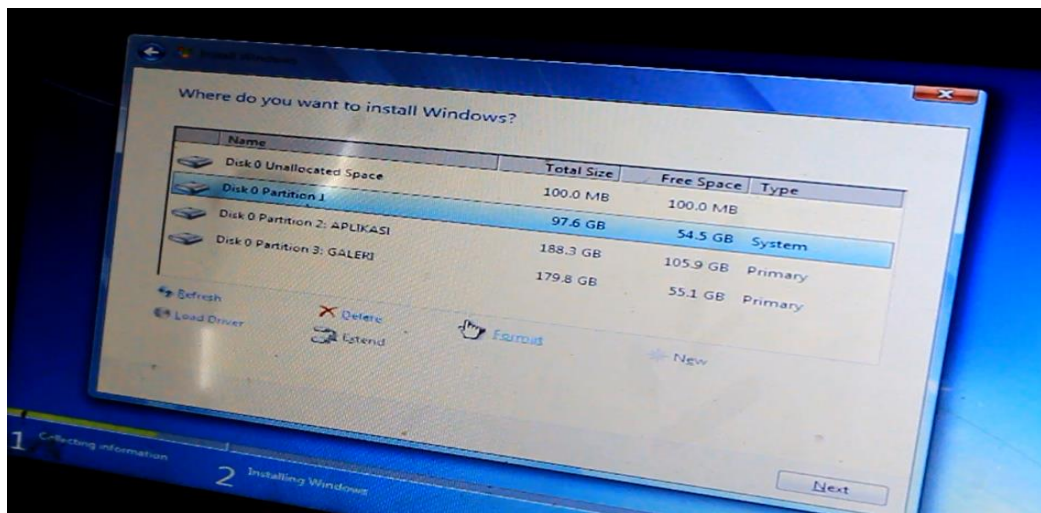 Install Windows
Where do you want to install Windows?
Name Total Size Free Space Type
Disk 0 Unallocated Space 100.0 MB 100.0 MB
Disk 0 Partition 1 97.6 GB 54.5 GB System
Disk 0 Partition 2: APLIKASI 188.3 GB 105.9 GB Primary
Disk 0 Partition 3: GALERI 179.8 GB 55.1 GB Primary
Refresh Delete Format New
Load Driver Extend
Next
1 Collecting information
2 Installing Windows